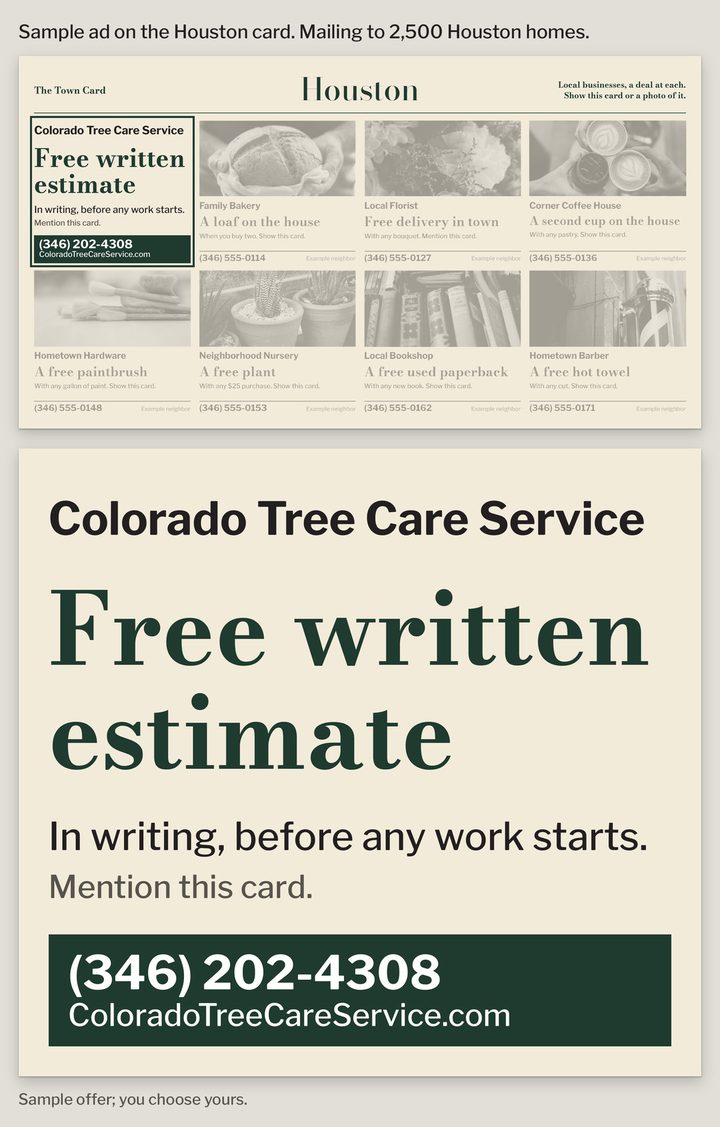 Sample ad on the Houston card. Mailing to 2,500 Houston homes.
The Town Card
Houston
Local businesses, a deal at each.
Show this card or a photo of it.
Colorado Tree Care Service
Free written
estimate
In writing, before any work starts.
Mention this card.
(346) 202-4308
ColoradoTreeCareService.com
Family Bakery
A loaf on the house
When you buy two. Show this card.
(346) 555-0114
Example neighbor
Local Florist
Free delivery in town
With any bouquet. Mention this card.
(346) 555-0127
Example neighbor
Corner Coffee House
A second cup on the house
With any pastry. Show this card.
(346) 555-0136
Example neighbor
Hometown Hardware
A free paintbrush
With any gallon of paint. Show this card.
(346) 555-0148
Example neighbor
Neighborhood Nursery
A free plant
With any $25 purchase. Show this card.
(346) 555-0153
Example neighbor
Local Bookshop
A free used paperback
With any new book. Show this card.
(346) 555-0162
Example neighbor
Hometown Barber
A free hot towel
With any cut. Show this card.
(346) 555-0171
Example neighbor
Colorado Tree Care Service
Free written
estimate
In writing, before any work starts.
Mention this card.
(346) 202-4308
ColoradoTreeCareService.com
Sample offer; you choose yours.